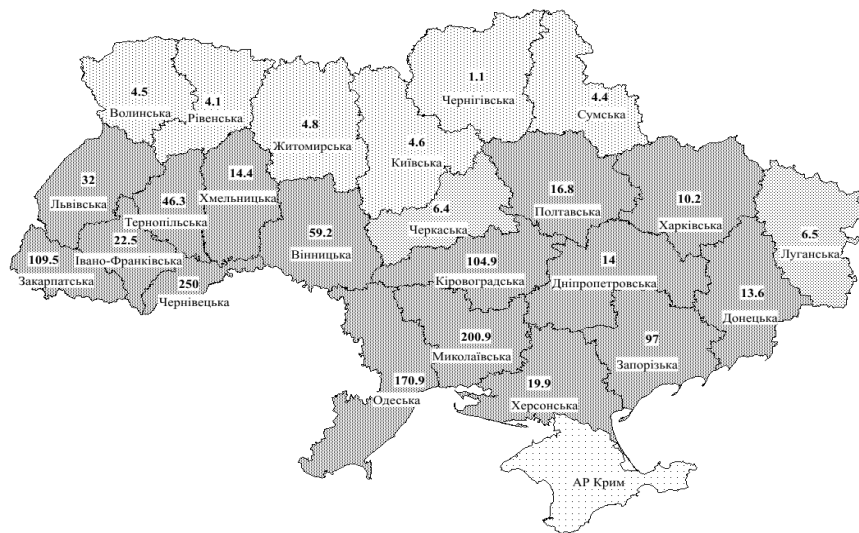 1.1
Чернігівська
4.5
Волинська
4.1
Рівенська
4.8
Житомирська
4.6
Київська
4.4
Сумська
32
Львівська
46.3
Тернопільська
14.4
Хмельницька
59.2
Вінницька
6.4
Черкаська
16.8
Полтавська
10.2
Харківська
6.5
Луганська
109.5
Закарпатська
22.5
Івано-Франківська
250
Чернівецька
104.9
Кіровоградська
14
Дніпропетровська
13.6
Донецька
200.9
Миколаївська
97
Запорізька
170.9
Одеська
19.9
Херсонська
АР Крим